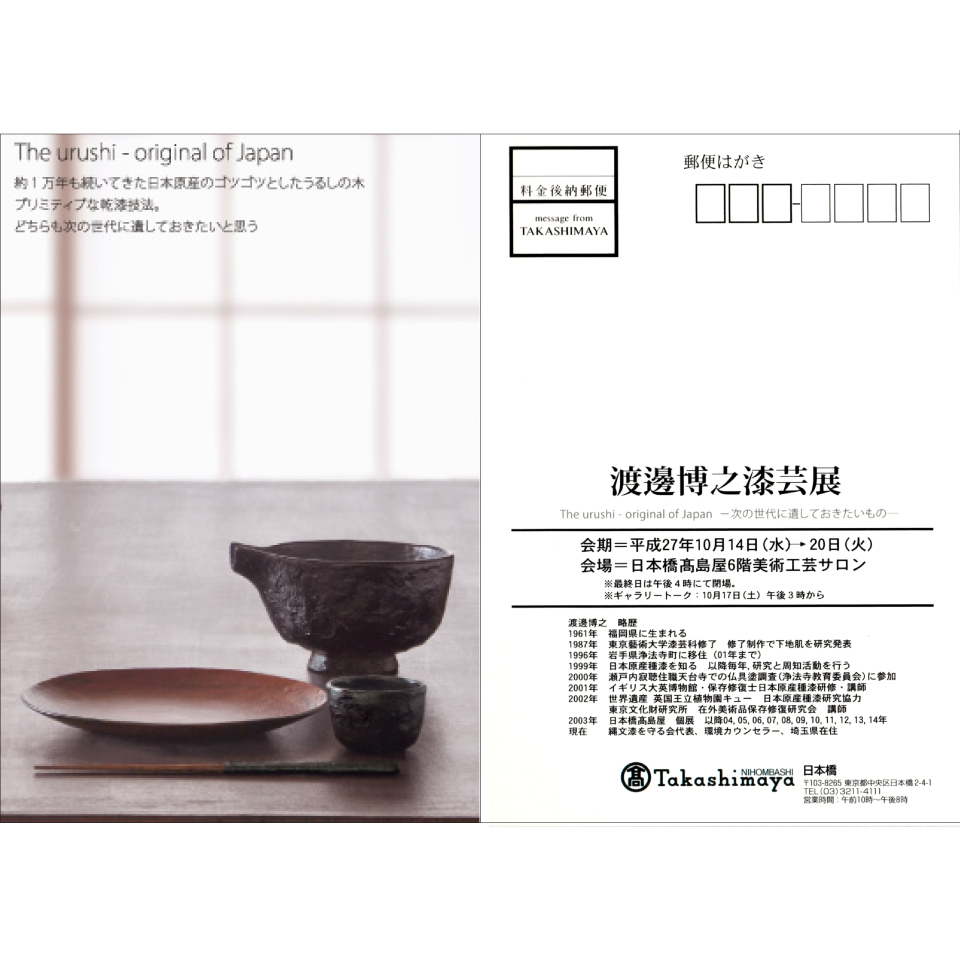 The urushi - original of Japan
約１万年も続いてきた日本原産のゴツゴツとしたうるしの木
プリミティブな乾漆技法。
どちらも次の世代に遺しておきたいと思う
料金後納郵便
message from
TAKASHIMAYA
郵便はがき
渡邊博之漆芸展
The urushi - original of Japan －次の世代に遺しておきたいもの－
会期＝平成27年10月14日(水)→20日(火)
会場＝日本橋髙島屋6階美術工芸サロン
※最終日は午後４時にて閉場。
※ギャラリートーク：10月17日(土) 午後３時から
渡邊博之　略歴
1961年　福岡県に生まれる
1987年　東京藝術大学漆芸科修了　修了制作で下地肌を研究発表
1996年　岩手県浄法寺町に移住（01年まで）
1999年　日本原産種漆を知る　以降毎年,研究と周知活動を行う
2000年　瀬戸内寂聴住職天台寺での仏具塗調査(浄法寺教育委員会)に参加
2001年　イギリス大英博物館・保存修復士日本原産種漆研修・講師
2002年　世界遺産 英国王立植物園キュー　日本原産種漆研究協力
東京文化財研究所　在外美術品保存修復研究会　講師
2003年　日本橋髙島屋　個展　以降04, 05, 06, 07, 08, 09, 10, 11, 12, 13, 14年
現在　縄文漆を守る会代表、環境カウンセラー、埼玉県在住
髙 Takashimaya NIHOMBASHI 日本橋
〒103-8265 東京都中央区日本橋2-4-1
TEL (03) 3211-4111
営業時間：午前10時〜午後8時